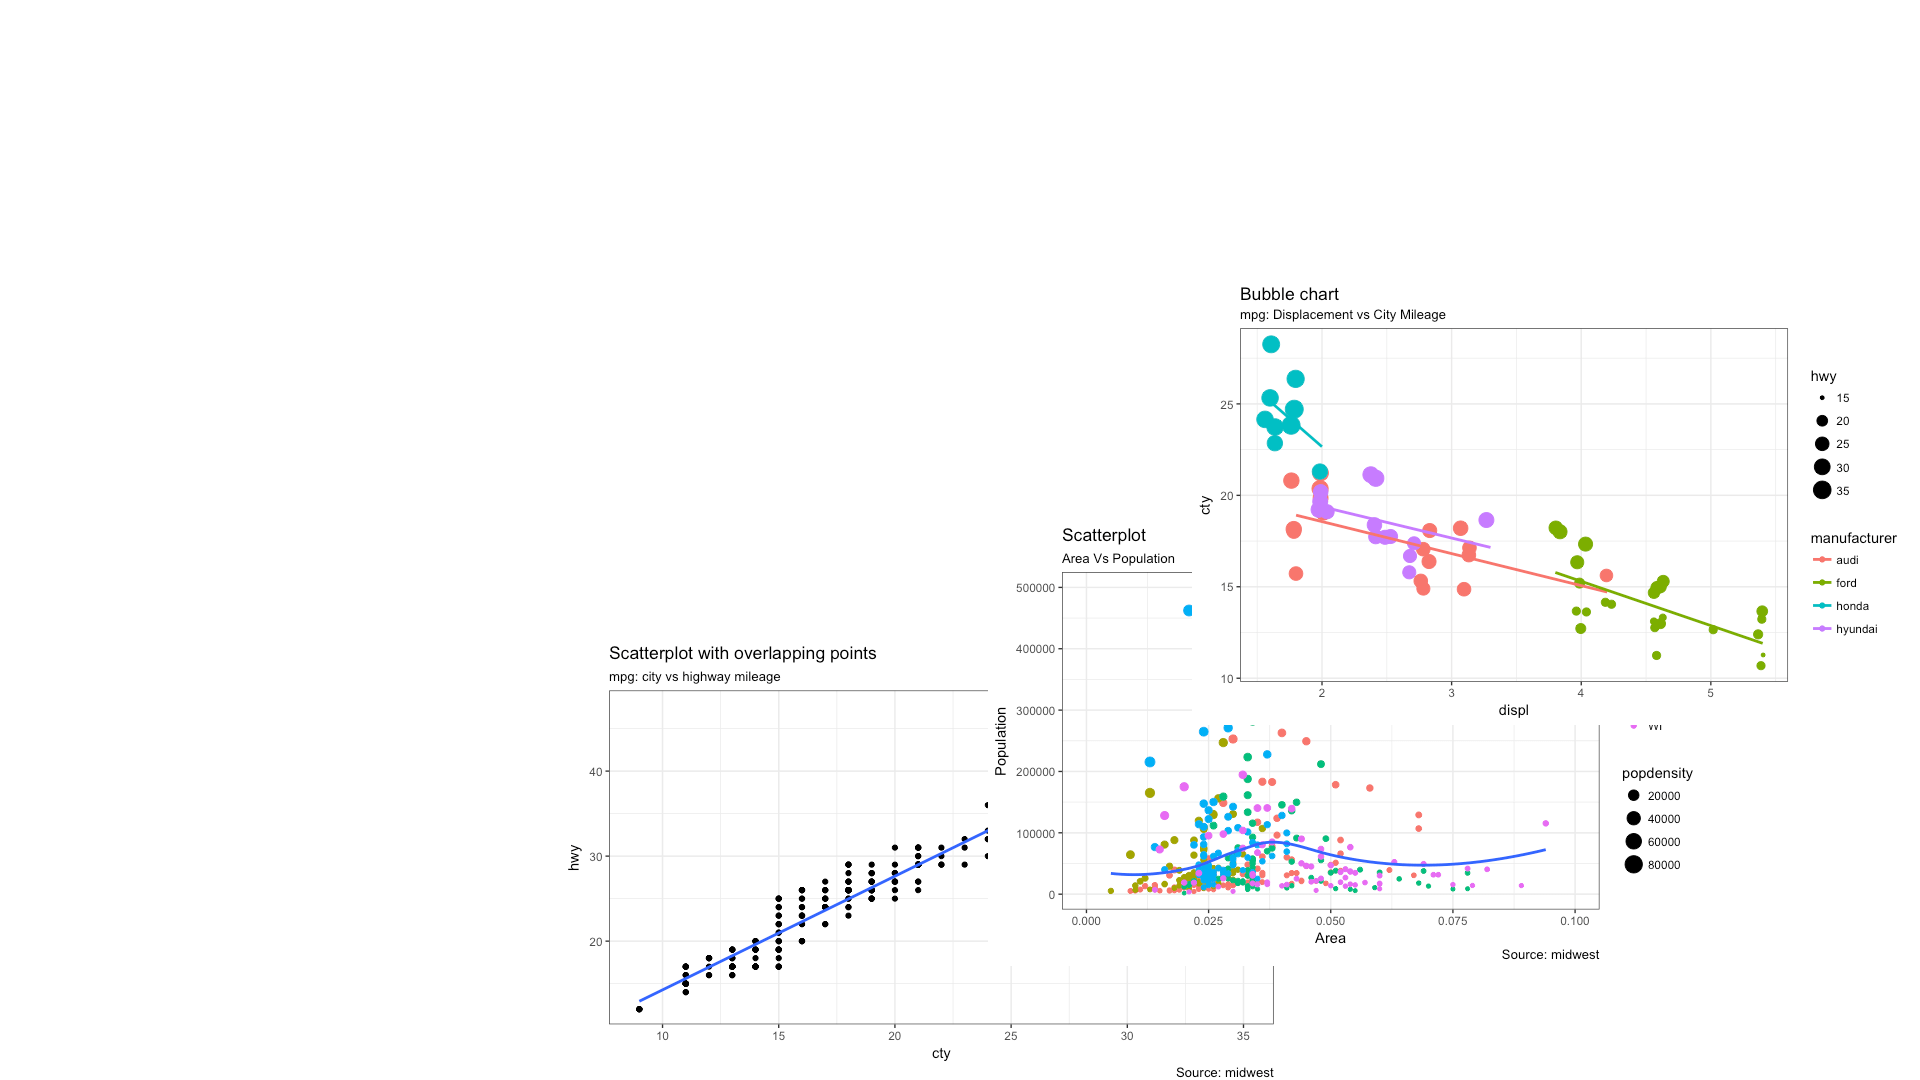 Bubble chart
mpg: Displacement vs City Mileage
cty
25
20
15
10
2
3
4
5
displ
hwy
15
20
25
30
35
manufacturer
audi
ford
honda
hyundai
Scatterplot
Area Vs Population
Population
500000
400000
300000
200000
100000
0
0.000
0.025
0.050
0.075
0.100
Area
Source: midwest
WI
popdensity
20000
40000
60000
80000
Scatterplot with overlapping points
mpg: city vs highway mileage
hwy
40
30
20
10
15
20
25
30
35
cty
Source: midwest